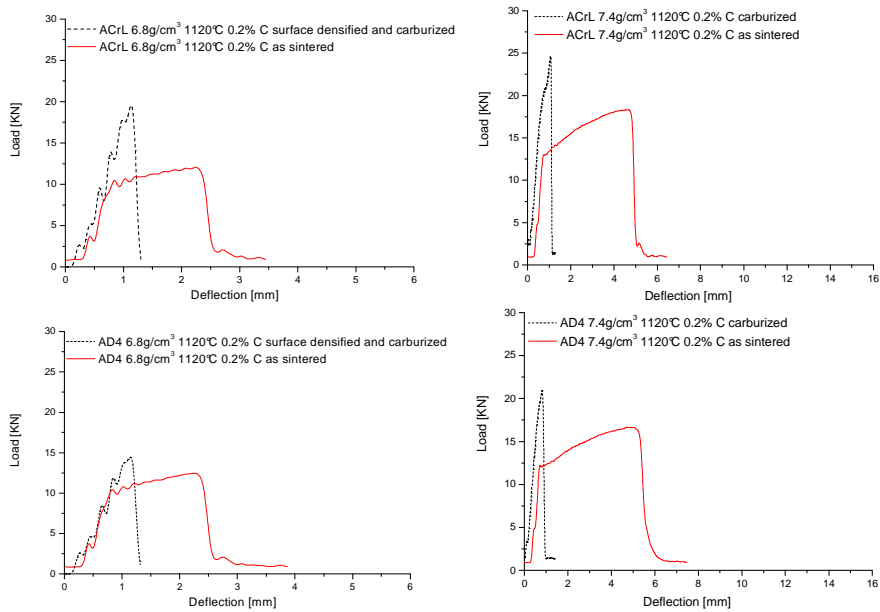 ACrL 6.8g/cm³ 1120℃ 0.2% C surface densified and carburized
ACrL 6.8g/cm³ 1120℃ 0.2% C as sintered
30
25
20
15
10
5
0
Load [KN]
0 1 2 3 4 5 6
Deflection [mm]
ACrL 7.4g/cm³ 1120℃ 0.2% C carburized
ACrL 7.4g/cm³ 1120℃ 0.2% C as sintered
30
25
20
15
10
5
0
Load [KN]
0 2 4 6 8 10 12 14 16
Deflection [mm]
AD4 6.8g/cm³ 1120℃ 0.2% C surface densified and carburized
AD4 6.8g/cm³ 1120℃ 0.2% C as sintered
30
25
20
15
10
5
0
Load [KN]
0 1 2 3 4 5 6
Deflection [mm]
AD4 7.4g/cm³ 1120℃ 0.2% C carburized
AD4 7.4g/cm³ 1120℃ 0.2% C as sintered
30
25
20
15
10
5
0
Load [KN]
0 2 4 6 8 10 12 14 16
Deflection [mm]